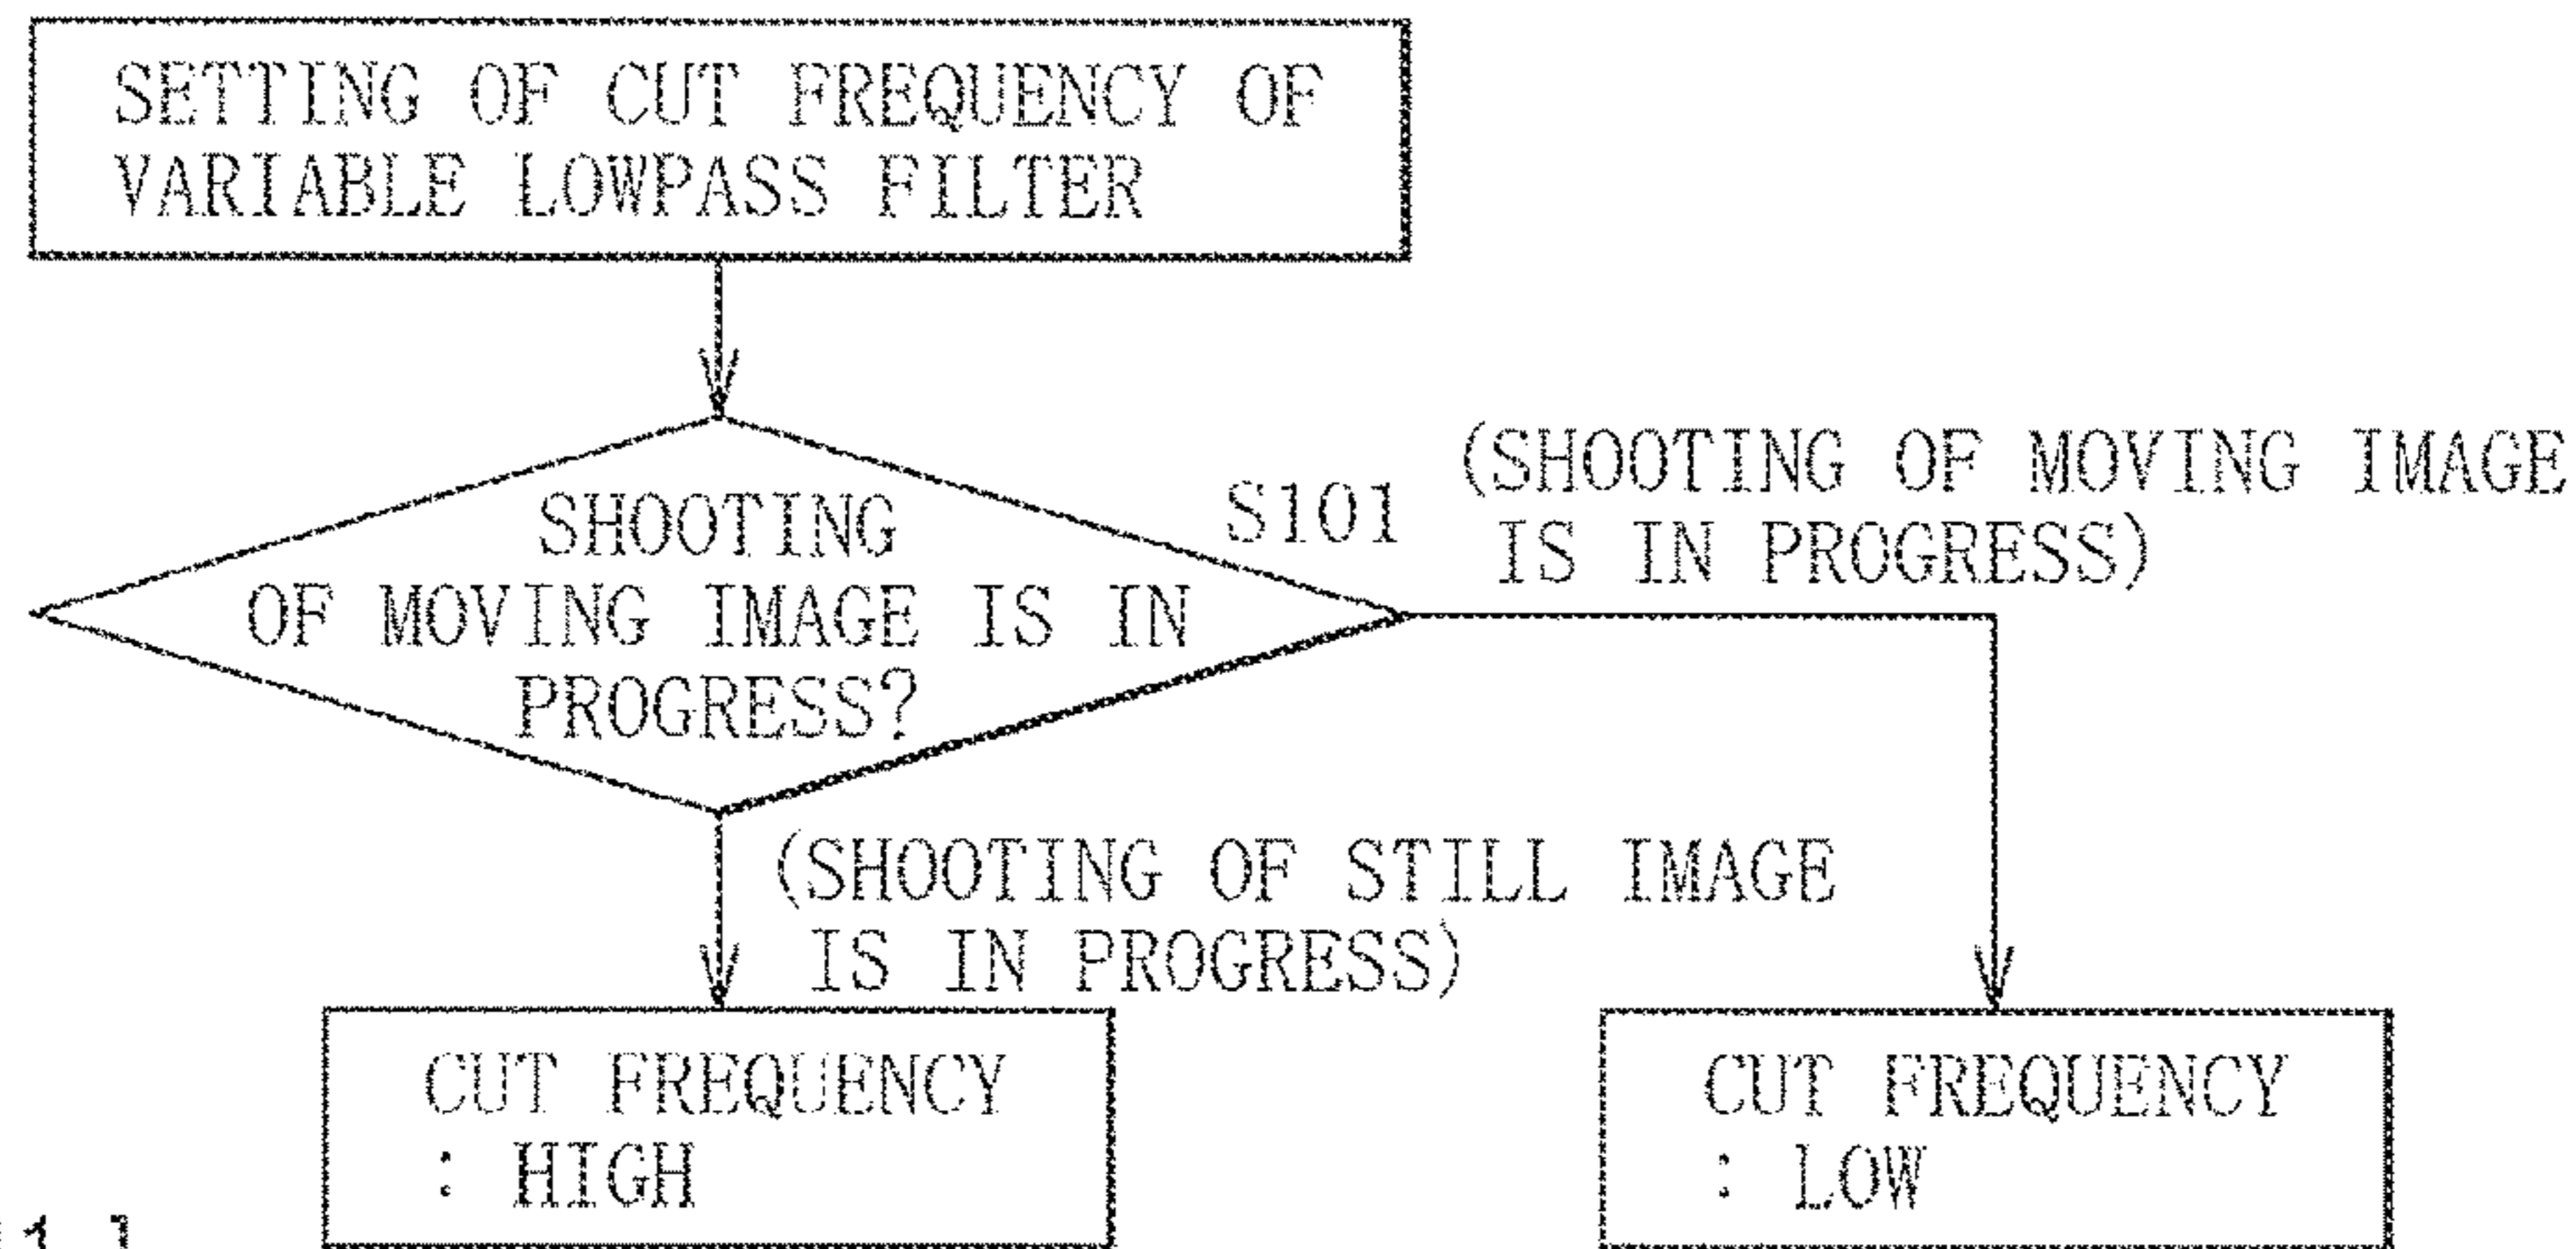 SETTING OF CUT FREQUENCY OF
VARIABLE LOWPASS FILTER
SHOOTING
OF MOVING IMAGE IS IN
PROGRESS?
S101
(SHOOTING OF MOVING IMAGE
IS IN PROGRESS)
(SHOOTING OF STILL IMAGE
IS IN PROGRESS)
CUT FREQUENCY
: HIGH
CUT FREQUENCY
: LOW